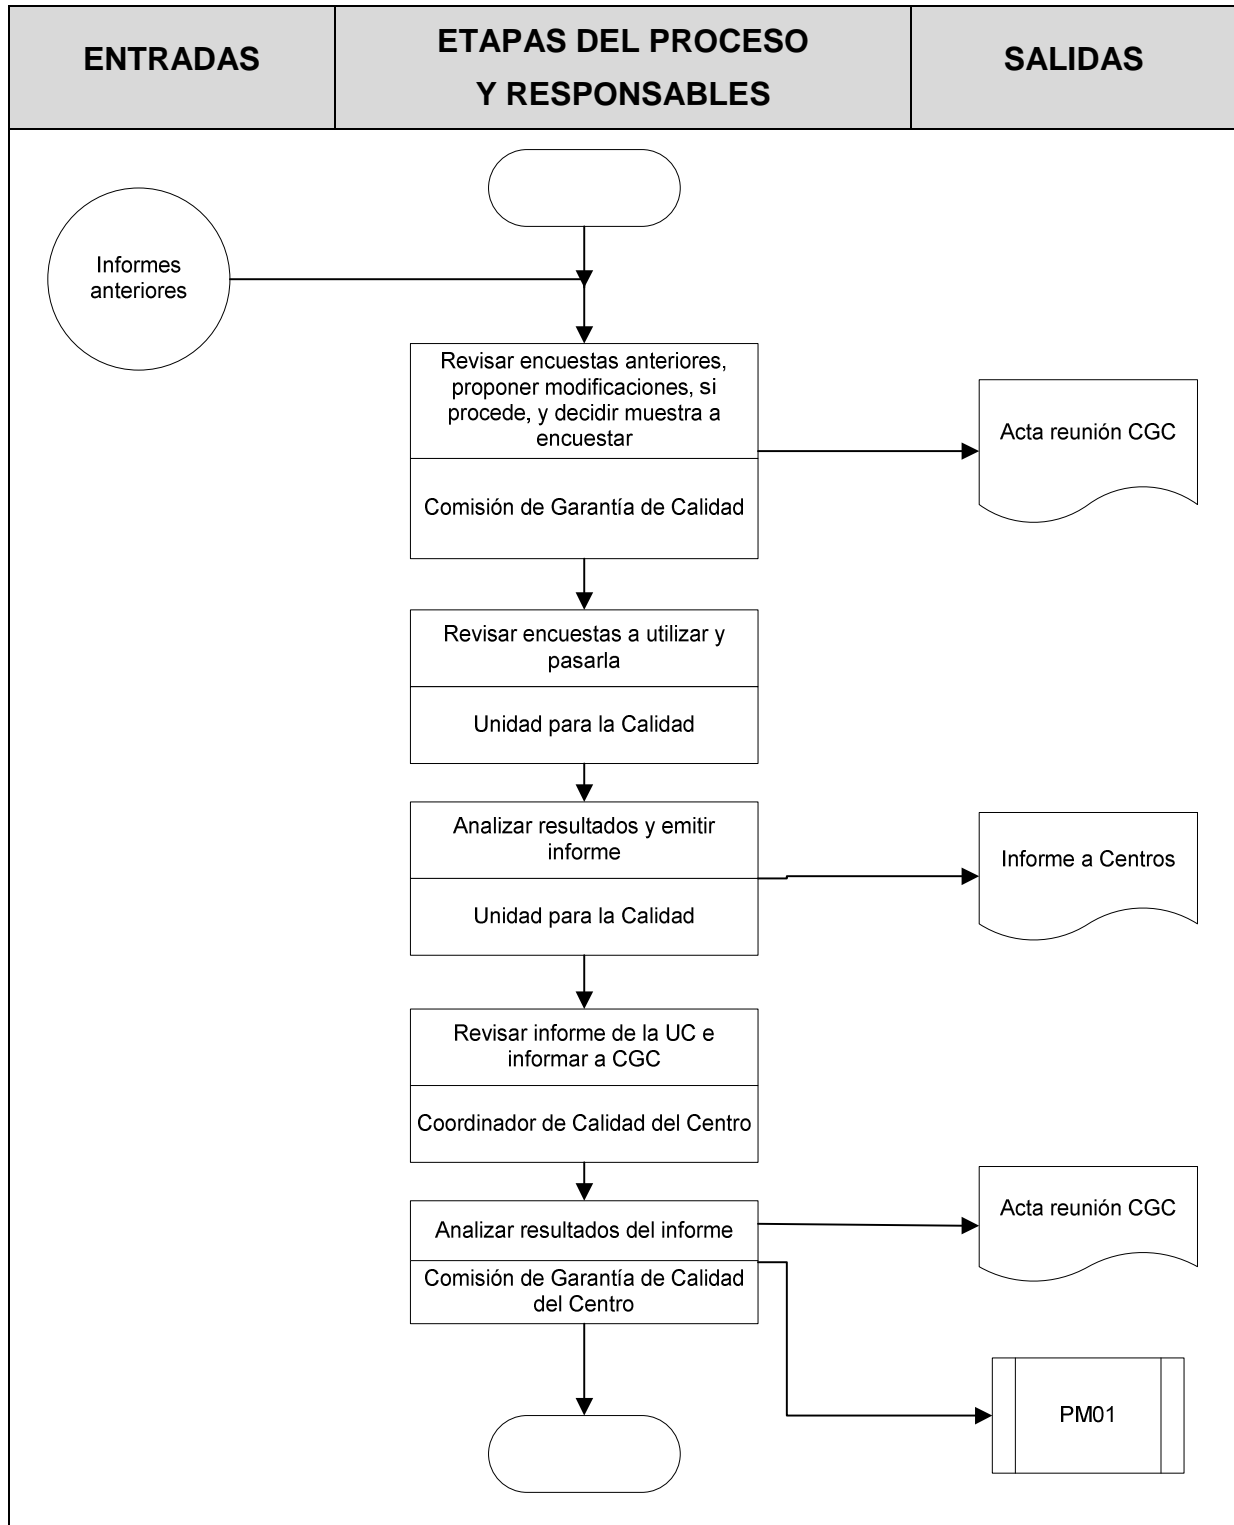 ENTRADAS
ETAPAS DEL PROCESO
Y RESPONSABLES
SALIDAS
Informes
anteriores
Revisar encuestas anteriores,
proponer modificaciones, si
procede, y decidir muestra a
encuestar
Comisión de Garantía de Calidad
Acta reunión CGC
Revisar encuestas a utilizar y
pasarla
Unidad para la Calidad
Analizar resultados y emitir
informe
Unidad para la Calidad
Informe a Centros
Revisar informe de la UC e
informar a CGC
Coordinador de Calidad del Centro
Analizar resultados del informe
Comisión de Garantía de Calidad
del Centro
Acta reunión CGC
PM01